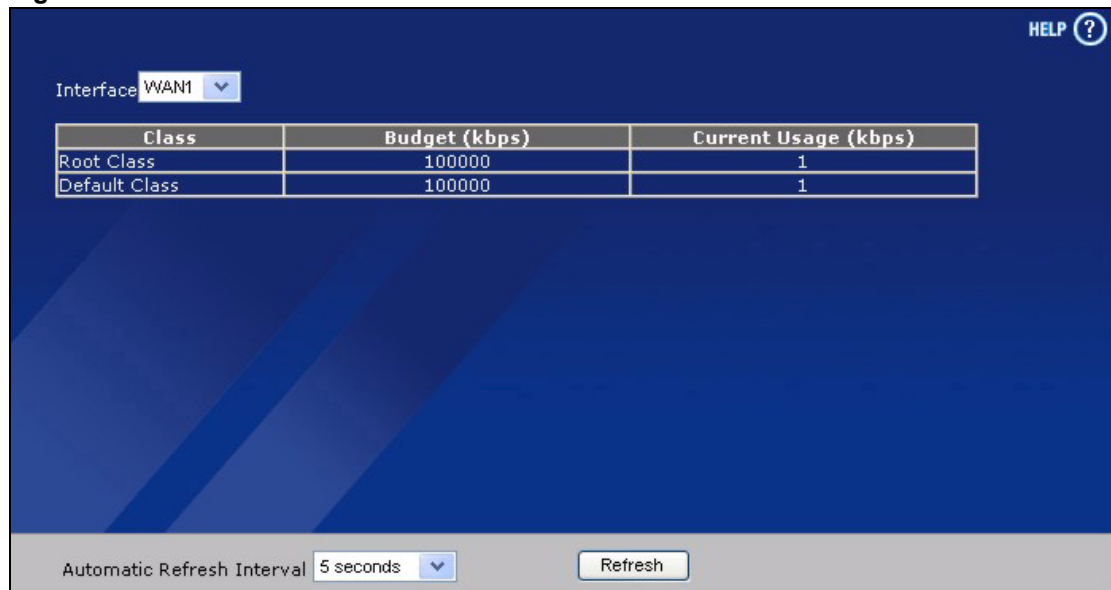 HELP ?
Interface WAN1
Class Budget (kbps) Current Usage (kbps)
Root Class 100000 1
Default Class 100000 1
Automatic Refresh Interval 5 seconds Refresh